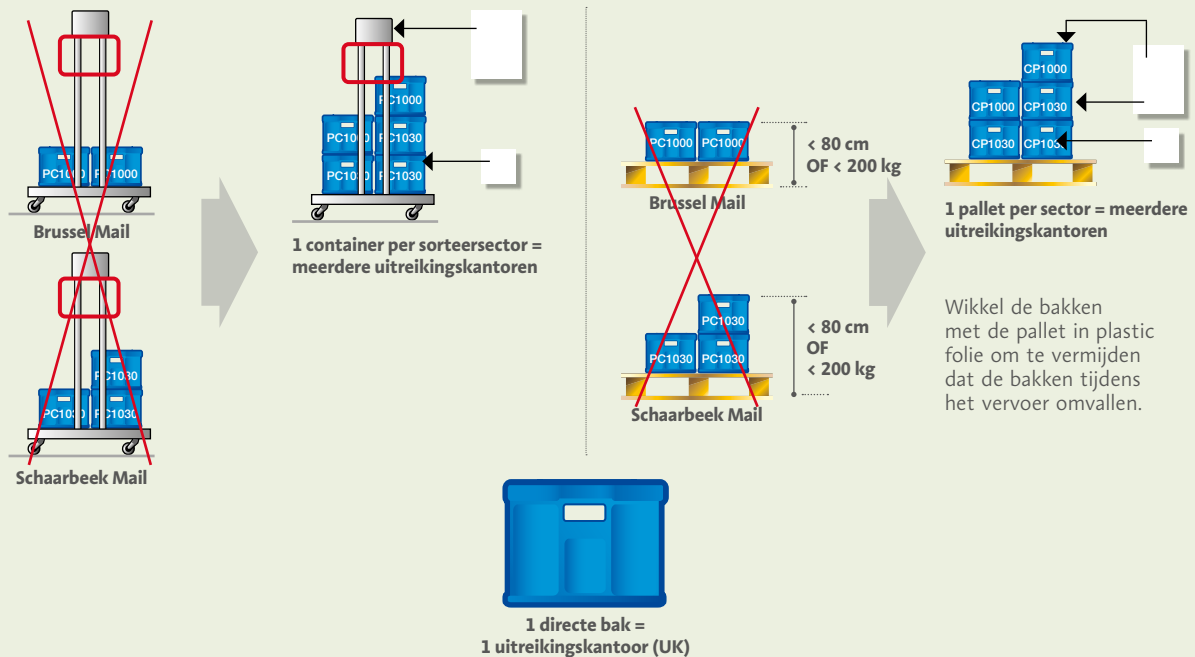 PC1000 PC1000
Brussel Mail
PC1030
PC1030 PC1030
Schaarbeek Mail
PC1000
PC1000 PC1030
PC1030 PC1030
1 container per sorteersector =
meerdere uitreikingskantoren
PC1000 PC1000
< 80 cm
OF < 200 kg
Brussel Mail
PC1030
PC1030 PC1030
< 80 cm
OF
< 200 kg
Schaarbeek Mail
CP1000
CP1000 CP1030
CP1030 CP1030
1 pallet per sector = meerdere
uitreikingskantoren
Wikkel de bakken
met de pallet in plastic
folie om te vermijden
dat de bakken tijdens
het vervoer omvallen.
1 directe bak =
1 uitreikingskantoor (UK)